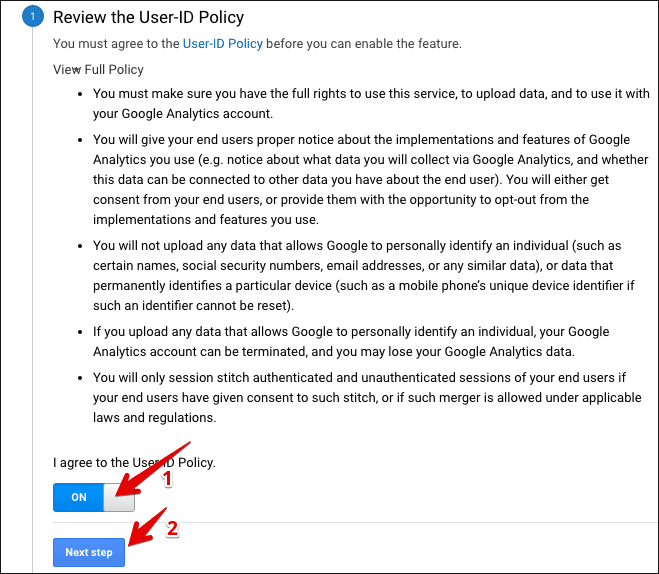 1 Review the User-ID Policy
You must agree to the User-ID Policy before you can enable the feature.
View Full Policy
• You must make sure you have the full rights to use this service, to upload data, and to use it with
your Google Analytics account.
• You will give your end users proper notice about the implementations and features of Google
Analytics you use (e.g. notice about what data you will collect via Google Analytics, and whether
this data can be connected to other data you have about the end user). You will either get
consent from your end users, or provide them with the opportunity to opt-out from the
implementations and features you use.
• You will not upload any data that allows Google to personally identify an individual (such as
certain names, social security numbers, email addresses, or any similar data), or data that
permanently identifies a particular device (such as a mobile phone’s unique device identifier if
such an identifier cannot be reset).
• If you upload any data that allows Google to personally identify an individual, your Google
Analytics account can be terminated, and you may lose your Google Analytics data.
• You will only session stitch authenticated and unauthenticated sessions of your end users if
your end users have given consent to such stitch, or if such merger is allowed under applicable
laws and regulations.
I agree to the User-ID Policy.
1
ON
2
Next step